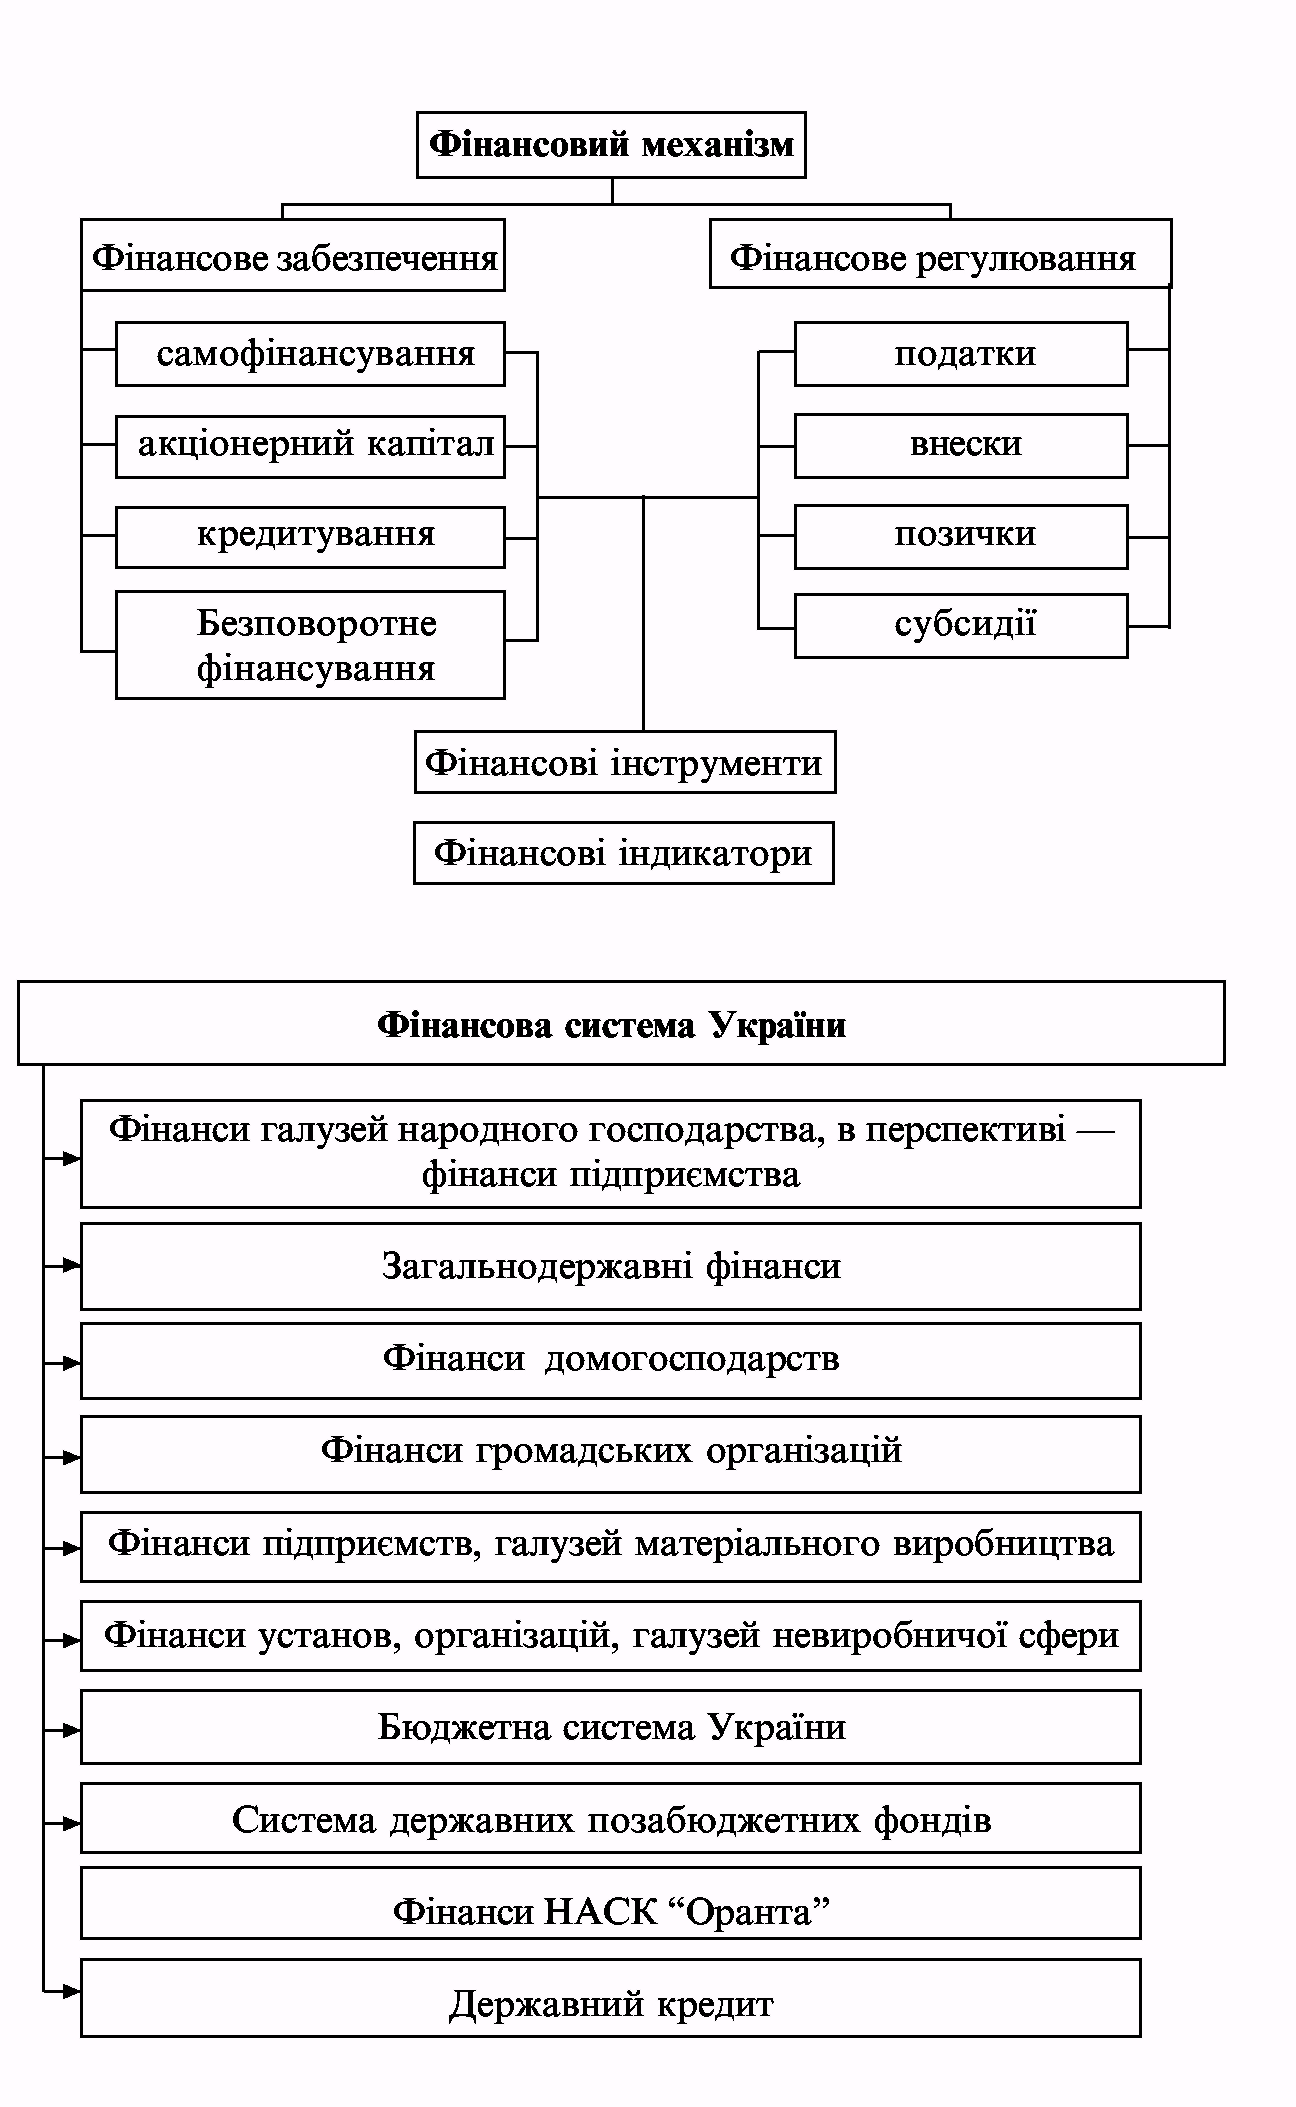 Фінансовий механізм
Фінансове забезпечення
Фінансове регулювання
самофінансування
акціонерний капітал
кредитування
Безповоротне
фінансування
податки
внески
позички
субсидії
Фінансові інструменти
Фінансові індикатори
Фінансова система України
Фінанси галузей народного господарства, в перспективі —
фінанси підприємства
Загальнодержавні фінанси
Фінанси домогосподарств
Фінанси громадських організацій
Фінанси підприємств, галузей матеріального виробництва
Фінанси установ, організацій, галузей невиробничої сфери
Бюджетна система України
Система державних позабюджетних фондів
Фінанси НАСК “Оранта”
Державний кредит